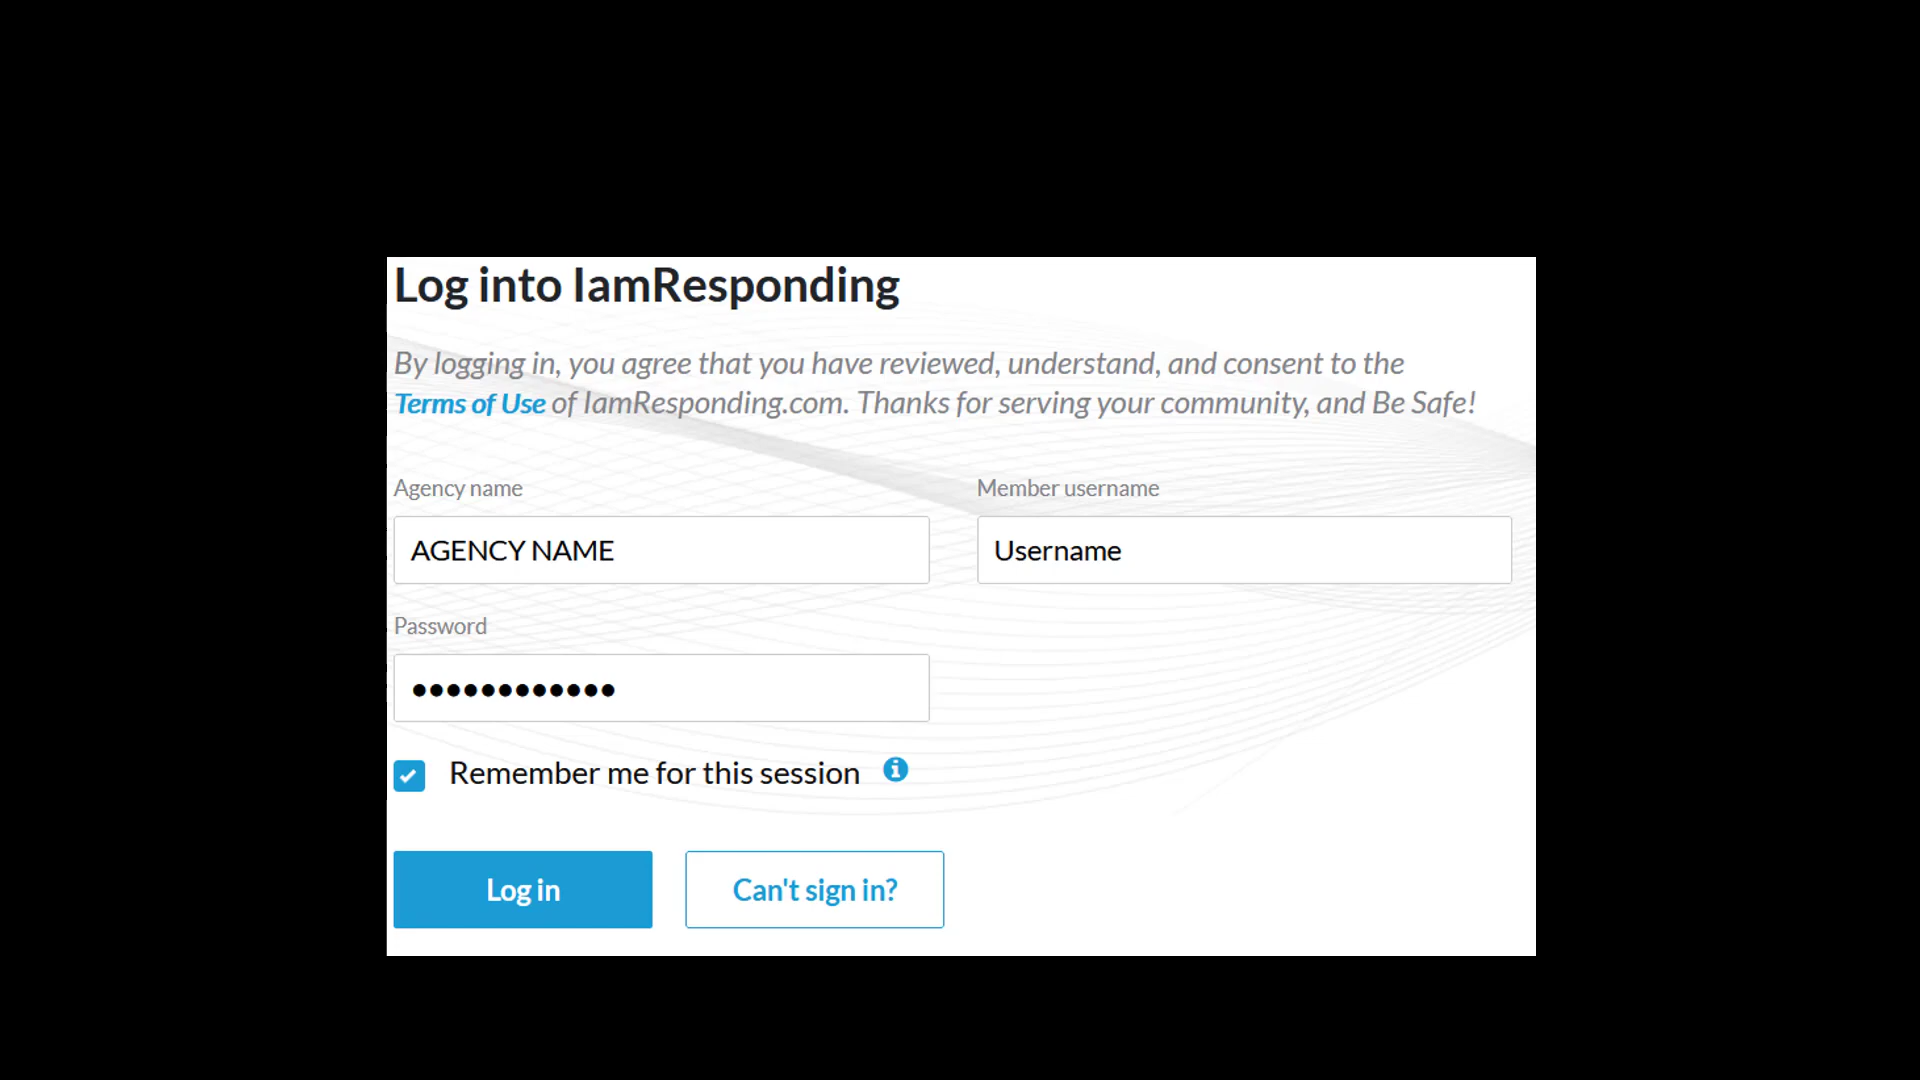 Log into IamResponding
By logging in, you agree that you have reviewed, understand, and consent to the
Terms of Use of IamResponding.com. Thanks for serving your community, and Be Safe!
Agency name
Member username
AGENCY NAME
Username
Password
●●●●●●●●●●●●
Remember me for this session
Log in
Can't sign in?